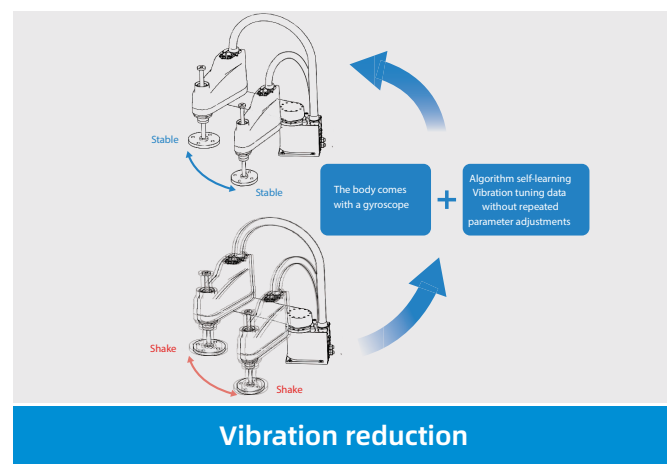 Stable
Stable
The body comes
with a gyroscope
+
Algorithm self-learning
Vibration tuning data
without repeated
parameter adjustments
Shake
Shake
Vibration reduction